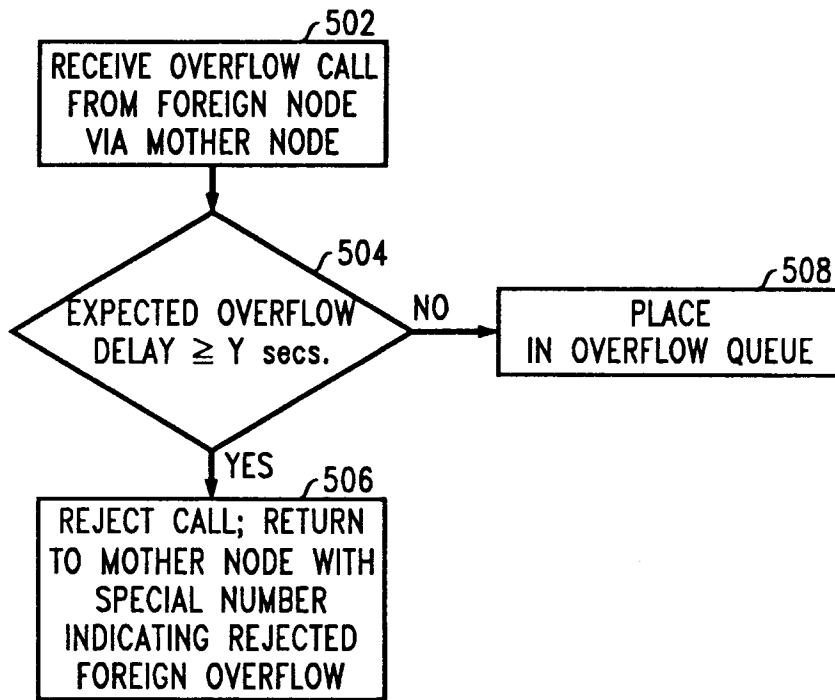 502
RECEIVE OVERFLOW CALL
FROM FOREIGN NODE
VIA MOTHER NODE
504
EXPECTED OVERFLOW
DELAY ≧ Y secs.
NO
508
PLACE
IN OVERFLOW QUEUE
YES
506
REJECT CALL; RETURN
TO MOTHER NODE WITH
SPECIAL NUMBER
INDICATING REJECTED
FOREIGN OVERFLOW